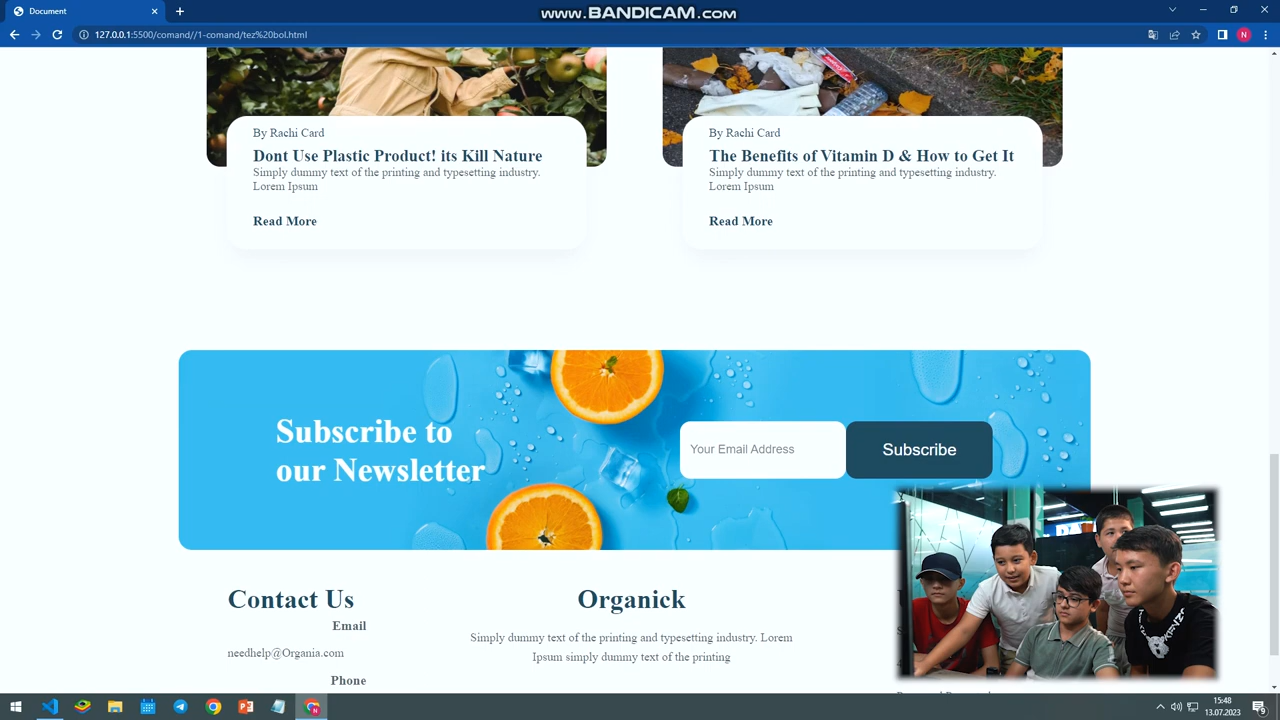 Document
www.BANDICAM.com
127.0.0.1:5500/comand//1-comand/tez%20bol.html
N
By Rachi Card
Dont Use Plastic Product! its Kill Nature
Simply dummy text of the printing and typesetting industry.
Lorem Ipsum
Read More
By Rachi Card
The Benefits of Vitamin D & How to Get It
Simply dummy text of the printing and typesetting industry.
Lorem Ipsum
Read More
Subscribe to
our Newsletter
Your Email Address
Subscribe
Contact Us
Email
needhelp@Organia.com
Phone
Organick
Simply dummy text of the printing and typesetting industry. Lorem
Ipsum simply dummy text of the printing
15:48
13.07.2023
9